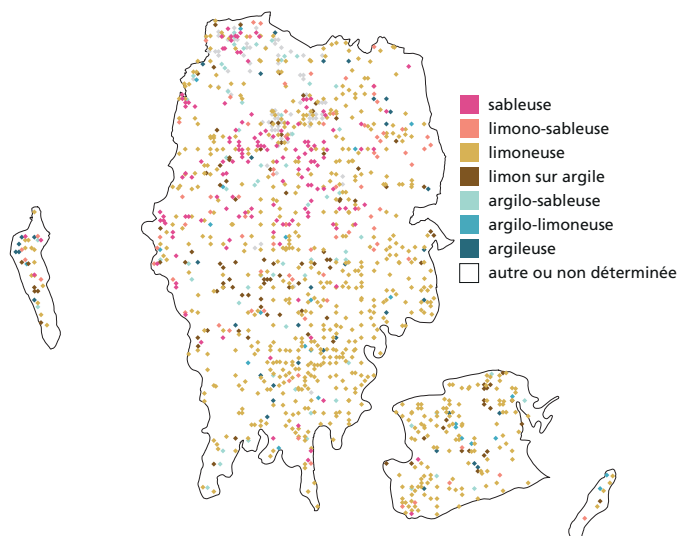 sableuse
limono-sableuse
limoneuse
limon sur argile
argilo-sableuse
argilo-limoneuse
argileuse
autre ou non déterminée